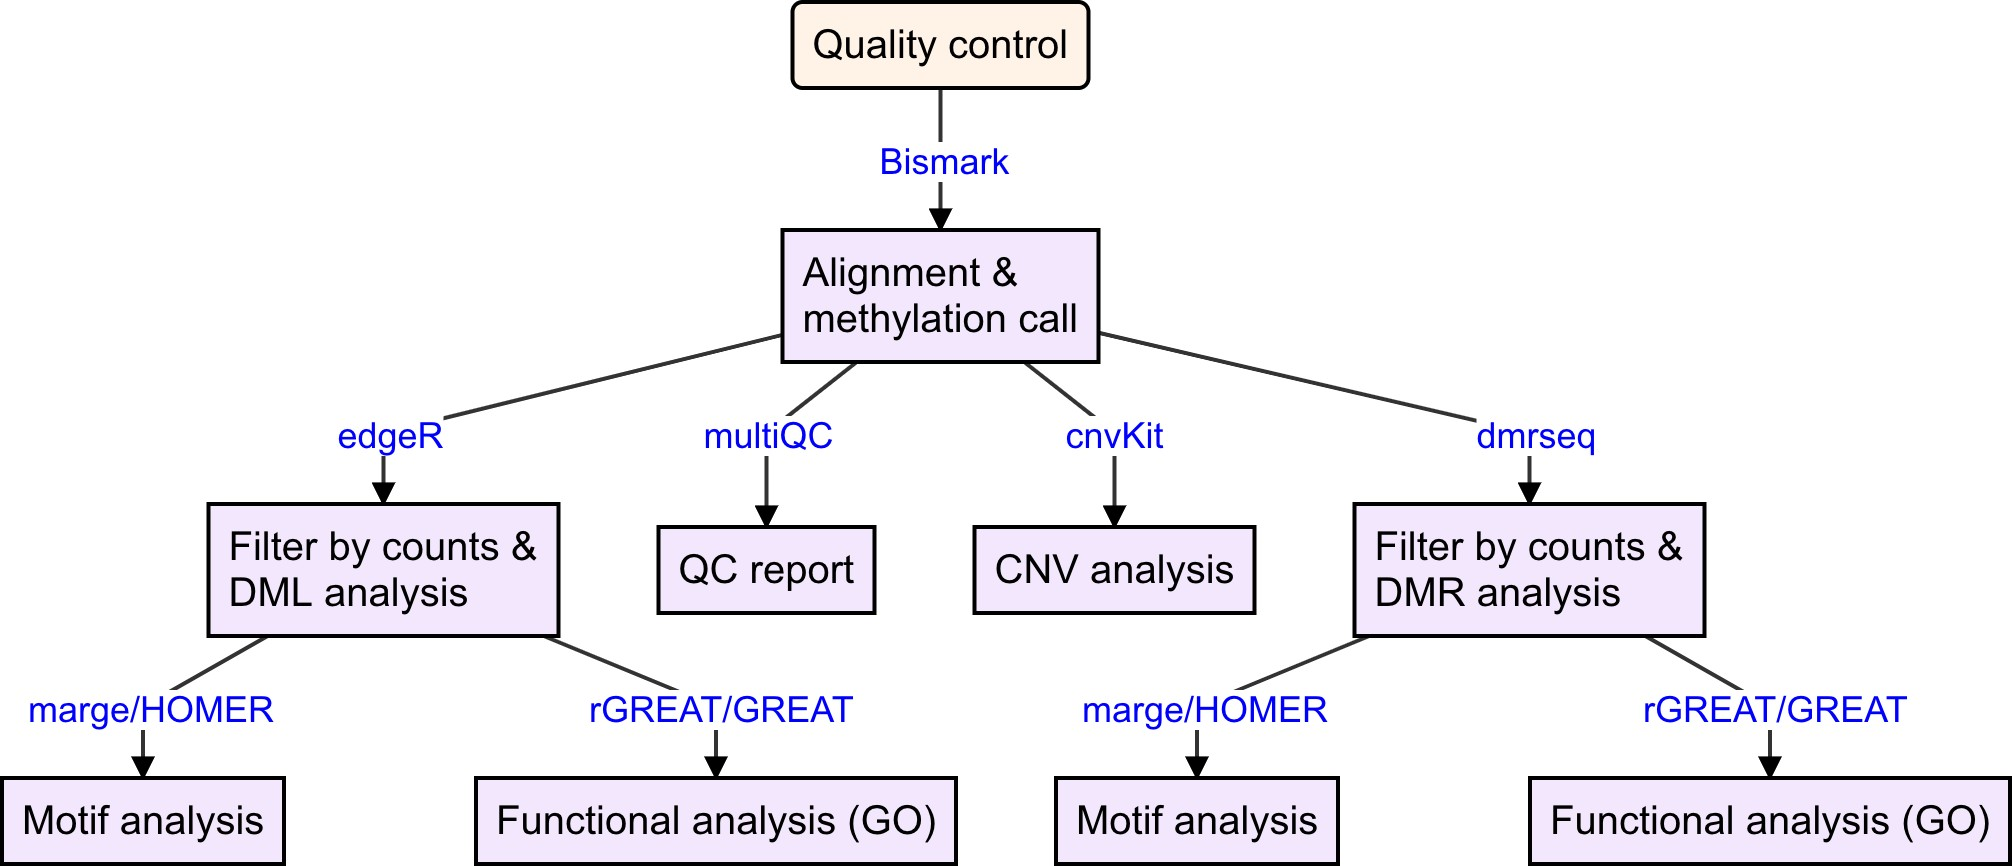 Quality control
Bismark
Alignment &
methylation call
edgeR
multiQC
cnvKit
dmrseq
Filter by counts &
DML analysis
QC report
CNV analysis
Filter by counts &
DMR analysis
marge/HOMER
rGREAT/GREAT
marge/HOMER
rGREAT/GREAT
Motif analysis
Functional analysis (GO)
Motif analysis
Functional analysis (GO)